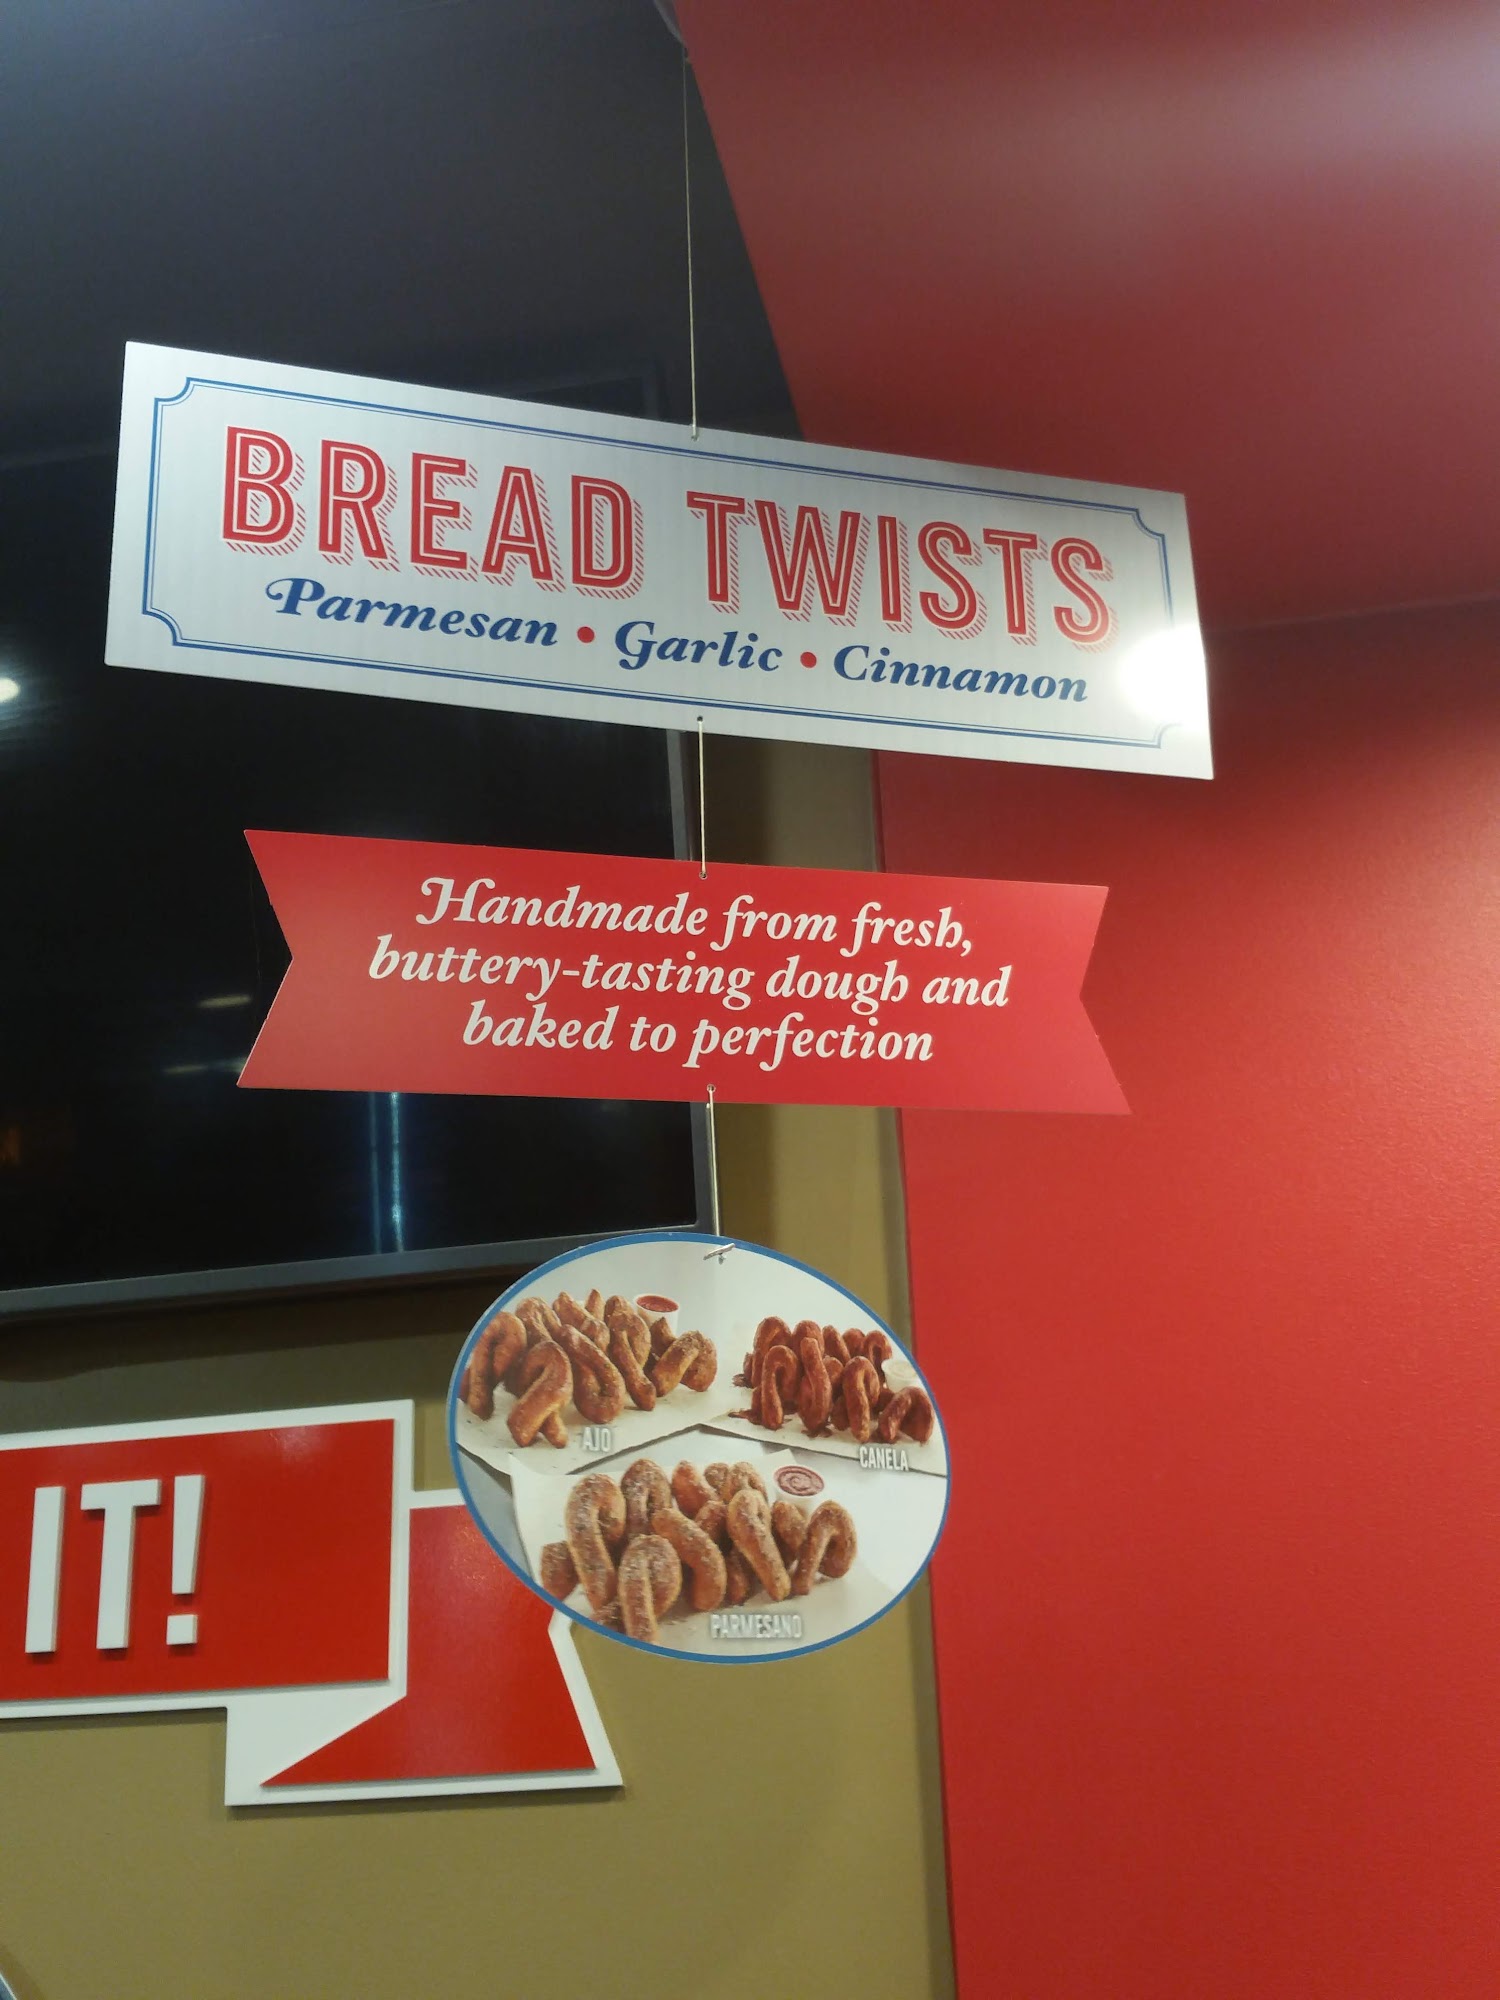 BREAD TWISTS
Parmesan • Garlic • Cinnamon
Handmade from fresh,
buttery-tasting dough and
baked to perfection
AJO
CANELA
PARMESANO
IT!